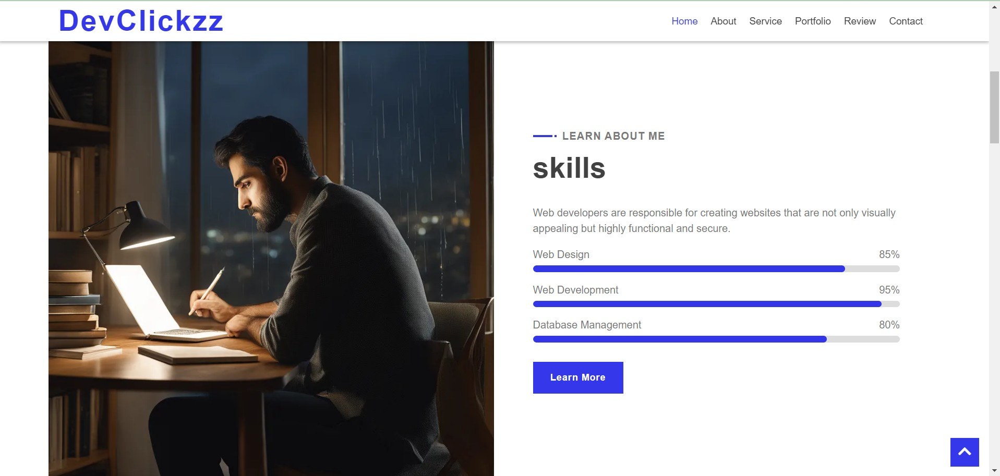 DevClickzz
Home About Service Portfolio Review Contact
LEARN ABOUT ME
skills
Web developers are responsible for creating websites that are not only visually
appealing but highly functional and secure.
Web Design 85%
Web Development 95%
Database Management 80%
Learn More